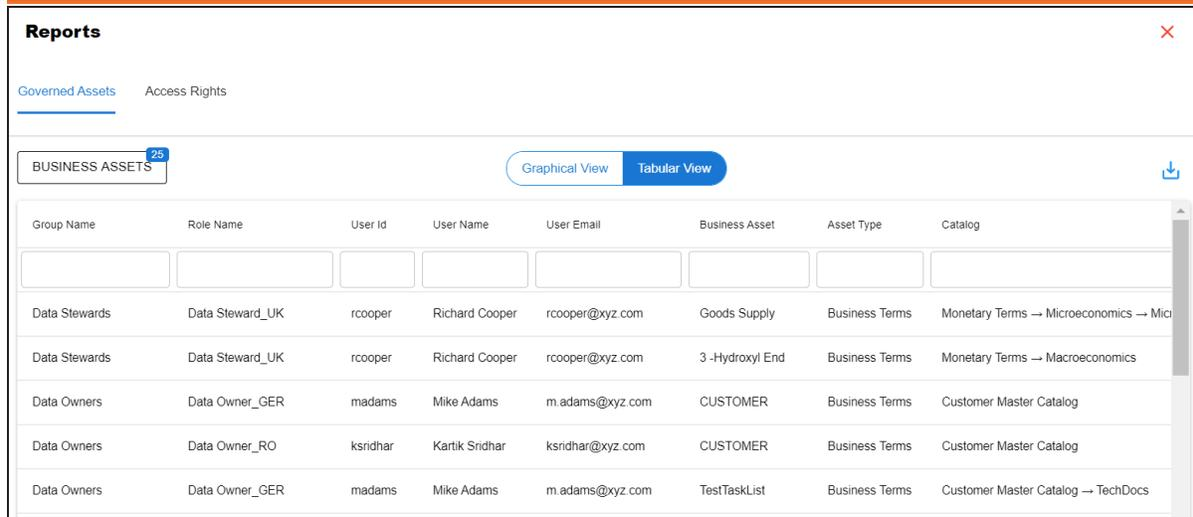 Reports
Governed Assets Access Rights
BUSINESS ASSETS 25 Graphical View Tabular View
Group Name Role Name User Id User Name User Email Business Asset Asset Type Catalog
Data Stewards Data Steward_UK rcooper Richard Cooper rcooper@xyz.com Goods Supply Business Terms Monetary Terms → Microeconomics →
Data Stewards Data Steward_UK rcooper Richard Cooper rcooper@xyz.com 3 -Hydroxyl End Business Terms Monetary Terms → Macroeconomics
Data Owners Data Owner_GER madams Mike Adams m.adams@xyz.com CUSTOMER Business Terms Customer Master Catalog
Data Owners Data Owner_RO ksridhar Kartik Sridhar ksridhar@xyz.com CUSTOMER Business Terms Customer Master Catalog
Data Owners Data Owner_GER madams Mike Adams m.adams@xyz.com TestTaskList Business Terms Customer Master Catalog → TechDocs